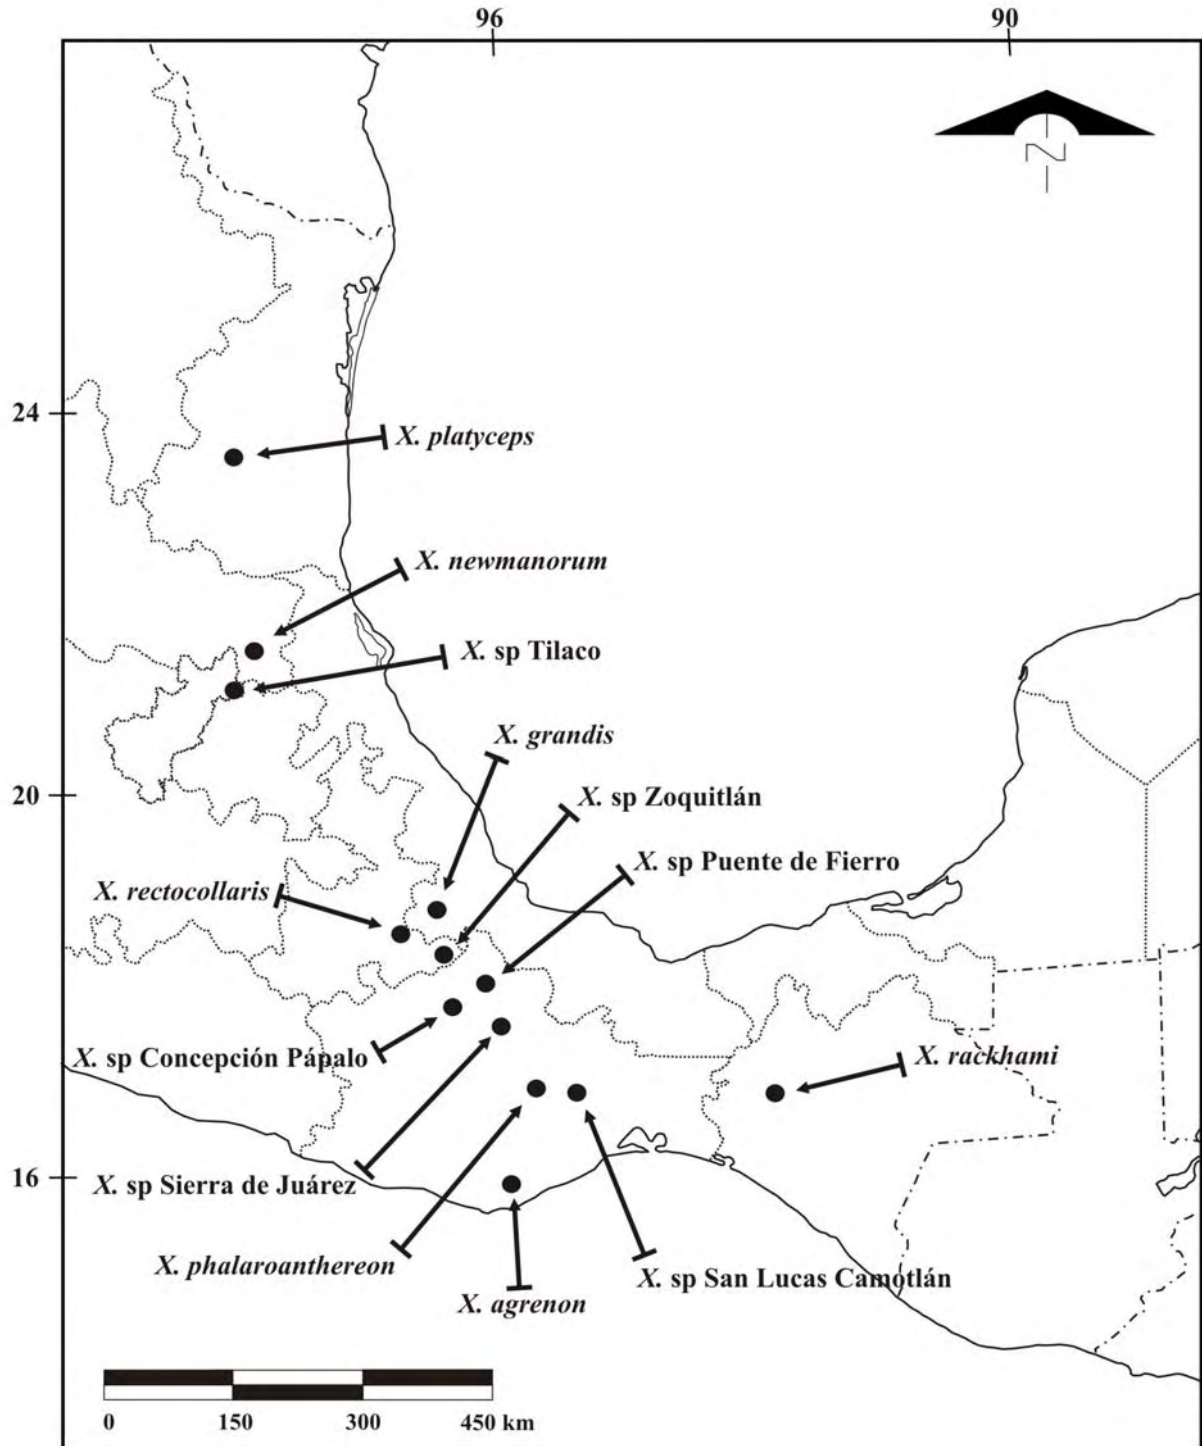 96
90
N
24
X. platyceps
X. newmanorum
X. sp Tilaco
X. grandis
20
X. sp Zoquitlán
X. sp Puente de Fierro
X. rectocollaris
X. sp Concepción Pápalo
X. rackhami
16
X. sp Sierra de Juárez
X. phalaroanthereon
X. sp San Lucas Camotlán
X. agrenon
0 150 300 450 km